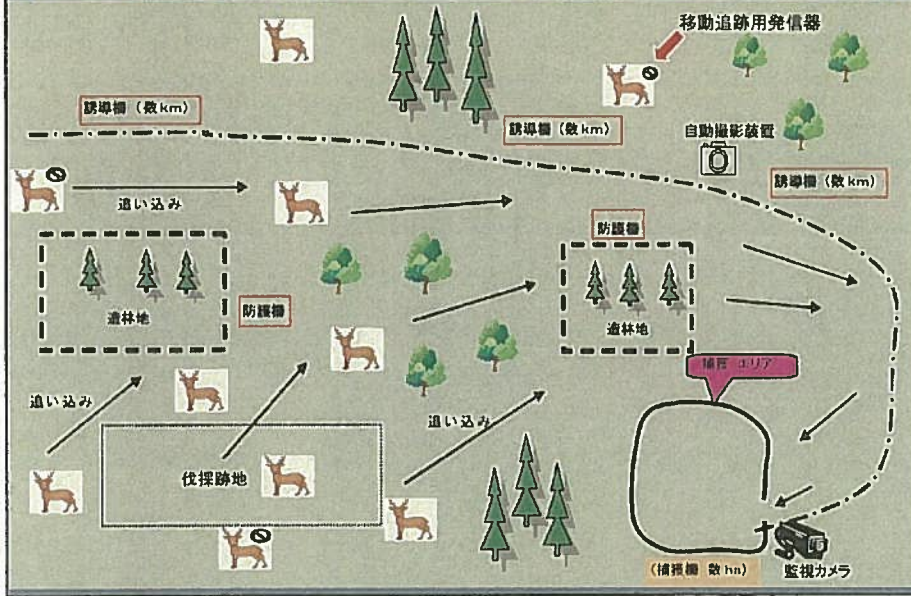 移動追跡用発信器
誘導柵（数km）
誘導柵（数km）
自動撮影装置
誘導柵（数km）
追い込み
防護柵
防護柵
造林地
造林地
捕獲 エリア
追い込み
追い込み
伐採跡地
（捕獲柵 数ha）
監視カメラ